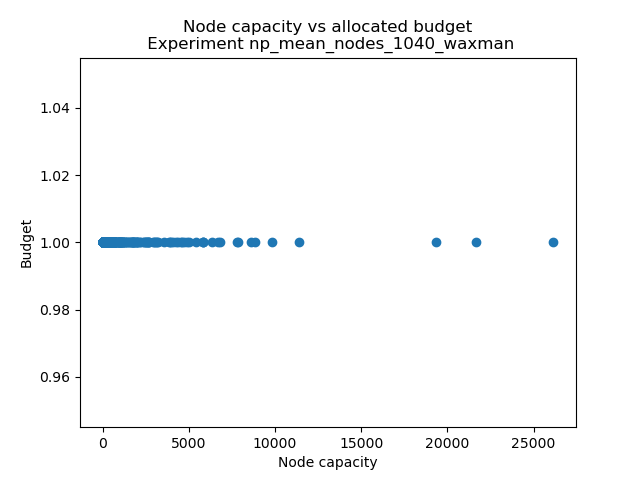 Node capacity vs allocated budget
Experiment np_mean_nodes_1040_waxman
1.04
1.02
1.00
0.98
0.96
Budget
0 5000 10000 15000 20000 25000
Node capacity